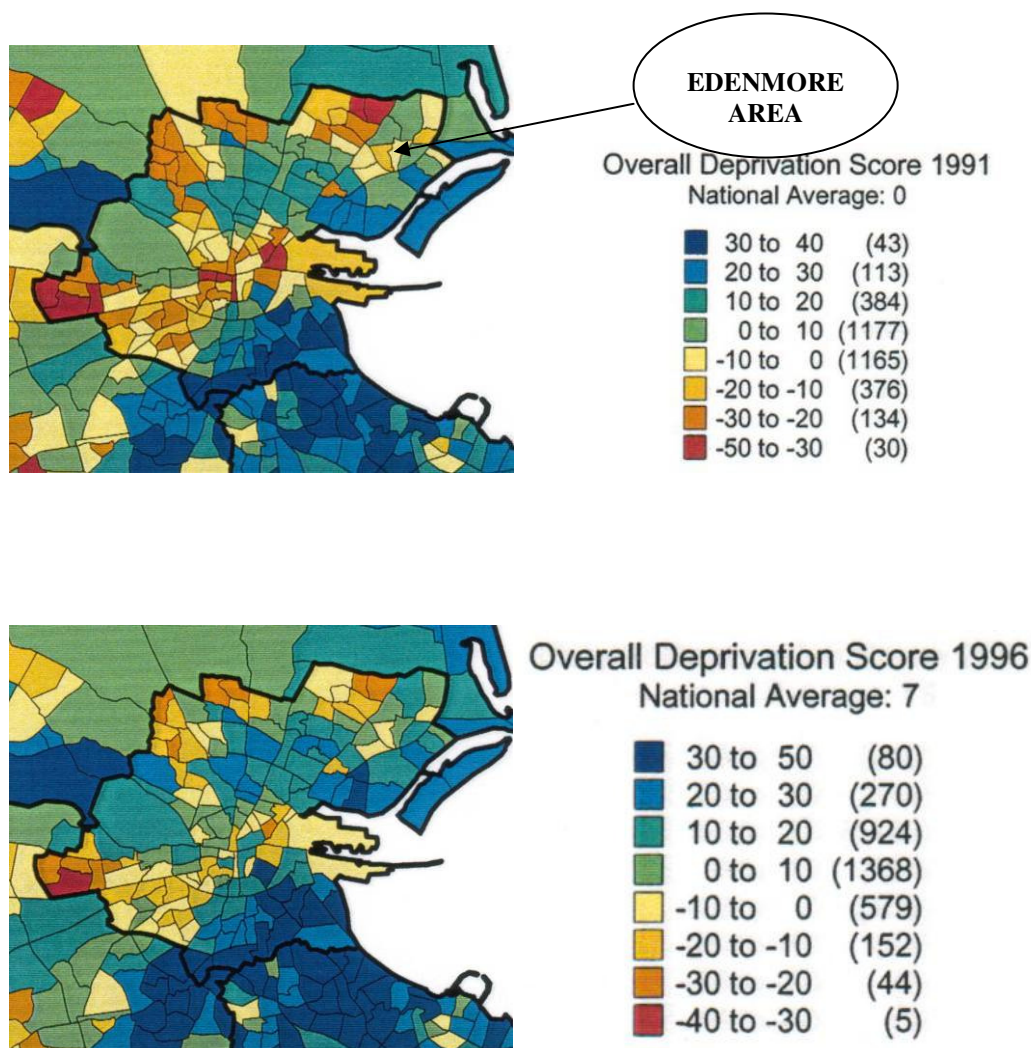 EDENMORE
AREA
Overall Deprivation Score 1991
National Average: 0
30 to 40 (43)
20 to 30 (113)
10 to 20 (384)
0 to 10 (1177)
-10 to 0 (1165)
-20 to -10 (376)
-30 to -20 (134)
-50 to -30 (30)
Overall Deprivation Score 1996
National Average: 7
30 to 50 (80)
20 to 30 (270)
10 to 20 (924)
0 to 10 (1368)
-10 to 0 (579)
-20 to -10 (152)
-30 to -20 (44)
-40 to -30 (5)